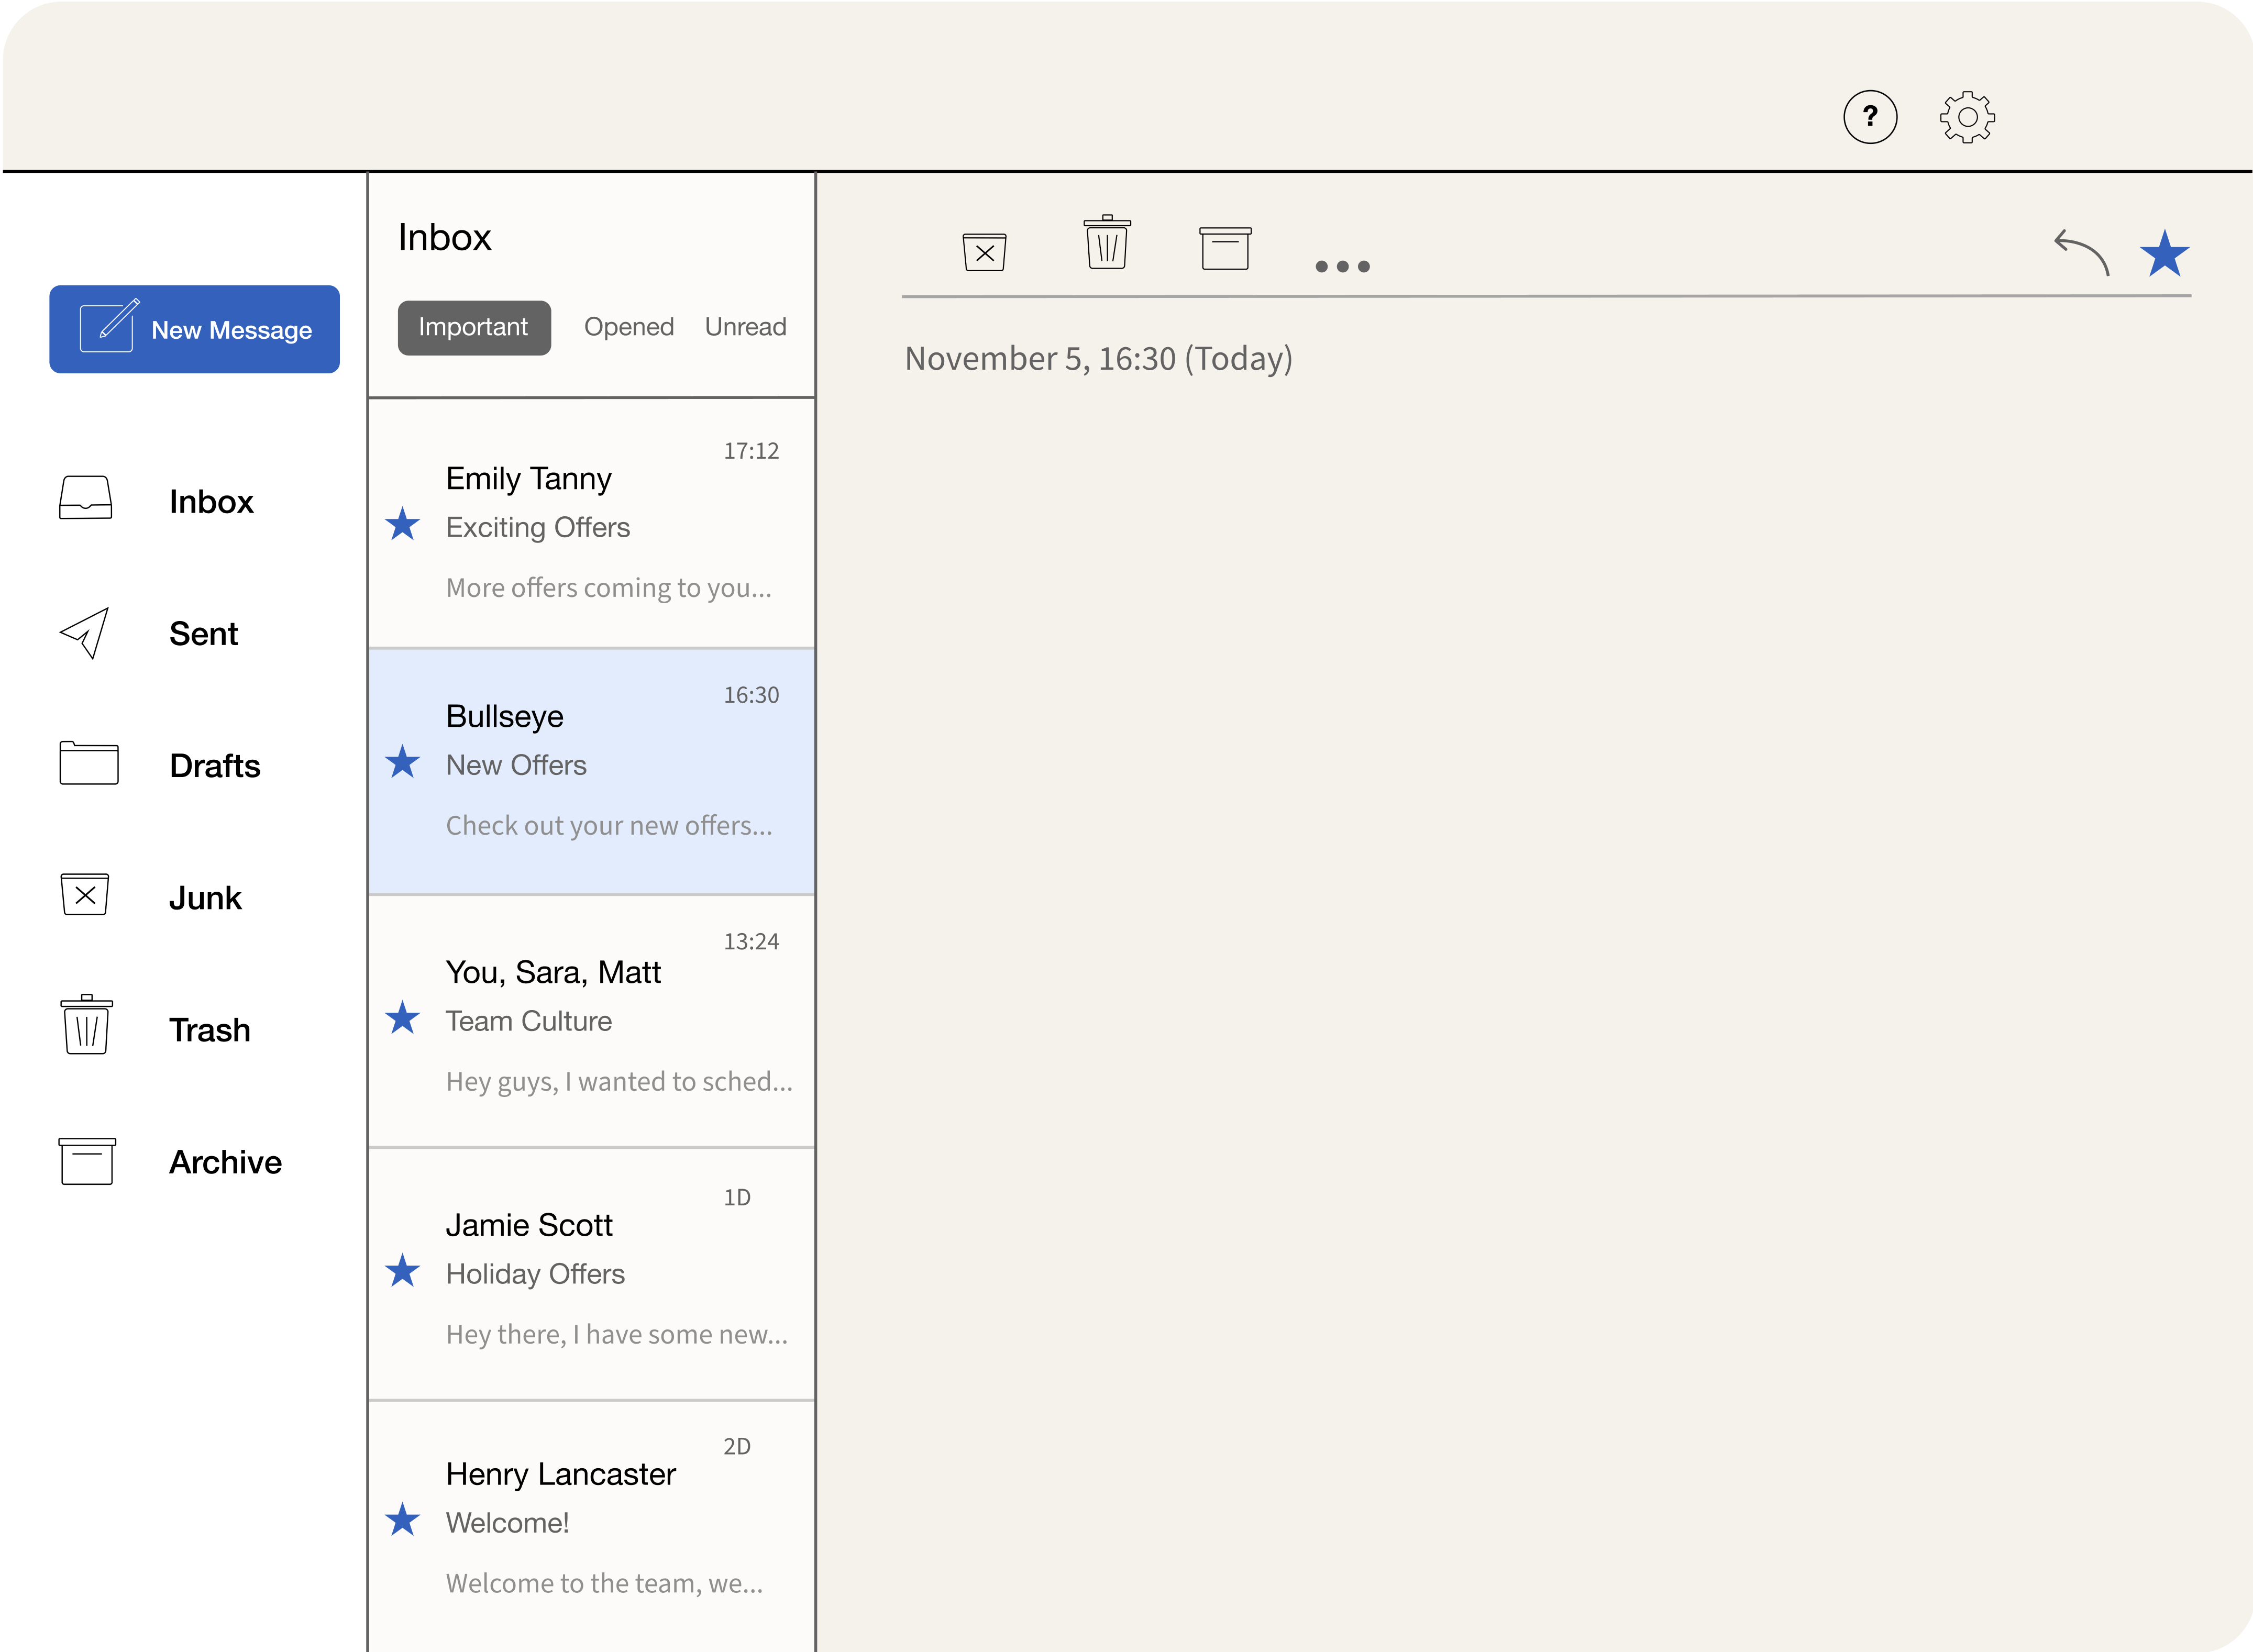 ?
New Message
Inbox
Sent
Drafts
Junk
Trash
Archive
Inbox
Important Opened Unread
17:12
Emily Tanny
Exciting Offers
More offers coming to you...
16:30
Bullseye
New Offers
Check out your new offers...
13:24
You, Sara, Matt
Team Culture
Hey guys, I wanted to sched...
1D
Jamie Scott
Holiday Offers
Hey there, I have some new...
2D
Henry Lancaster
Welcome!
Welcome to the team, we...
November 5, 16:30 (Today)